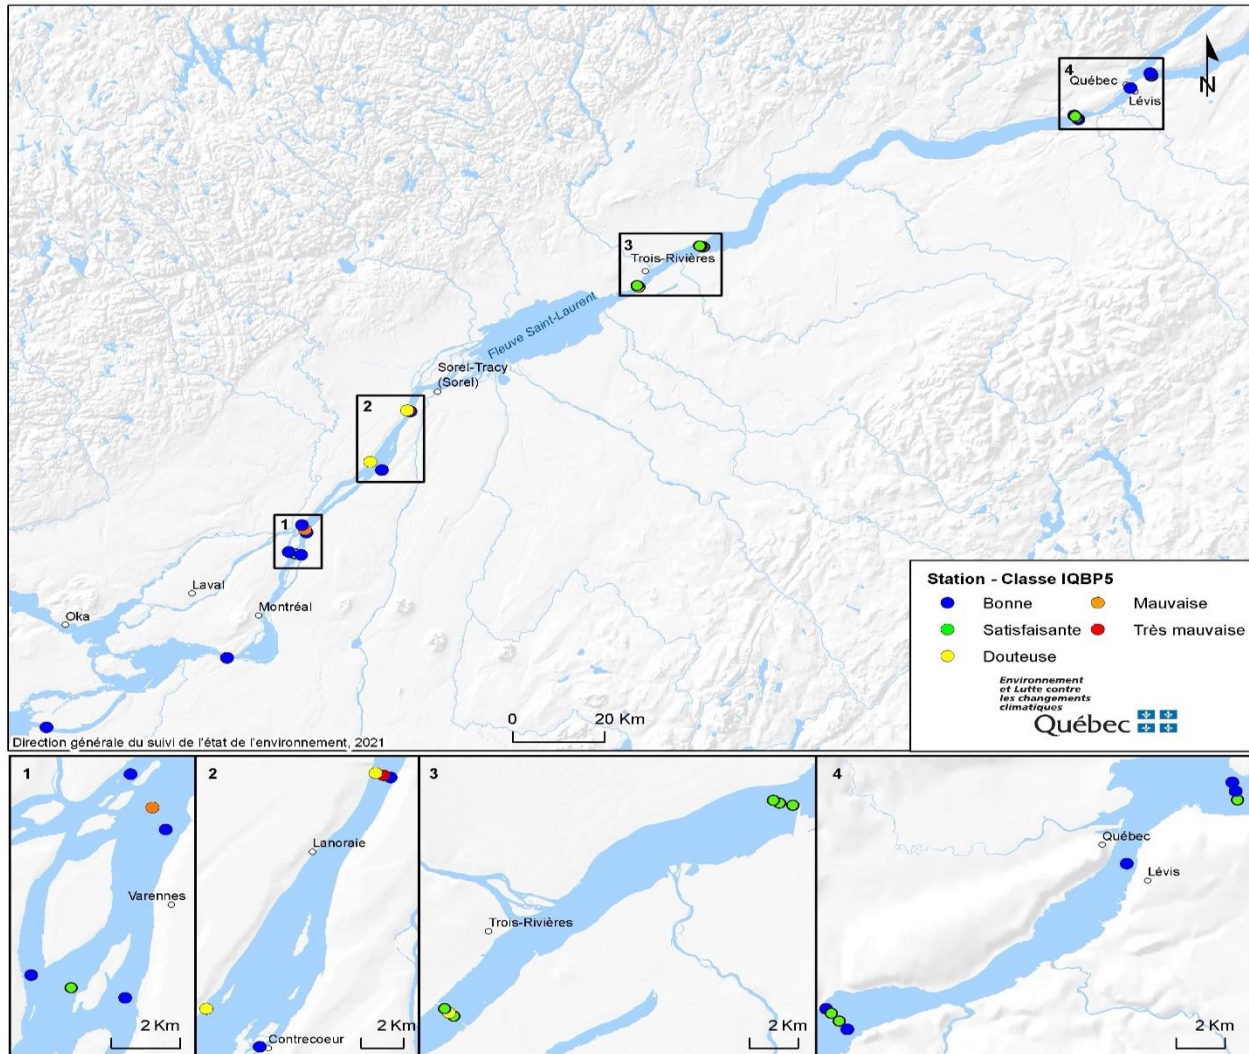 4
Québec
Lévis
N
3
Trois-Rivières
Fleuve Saint-Laurent
Sorel-Tracy
(Sorel)
2
1
Laval
Oka
Montréal
Station - Classe IQBP5
Bonne
Mauvaise
Satisfaisante
Très mauvaise
Douteuse
Environnement
et Lutte contre
les changements
climatiques
Québec
0 20 Km
Direction générale du suivi de l'état de l'environnement, 2021
1
Varennes
2 Km
2
Lanoraie
Contrecoeur
2 Km
3
Trois-Rivières
2 Km
4
Québec
Lévis
2 Km